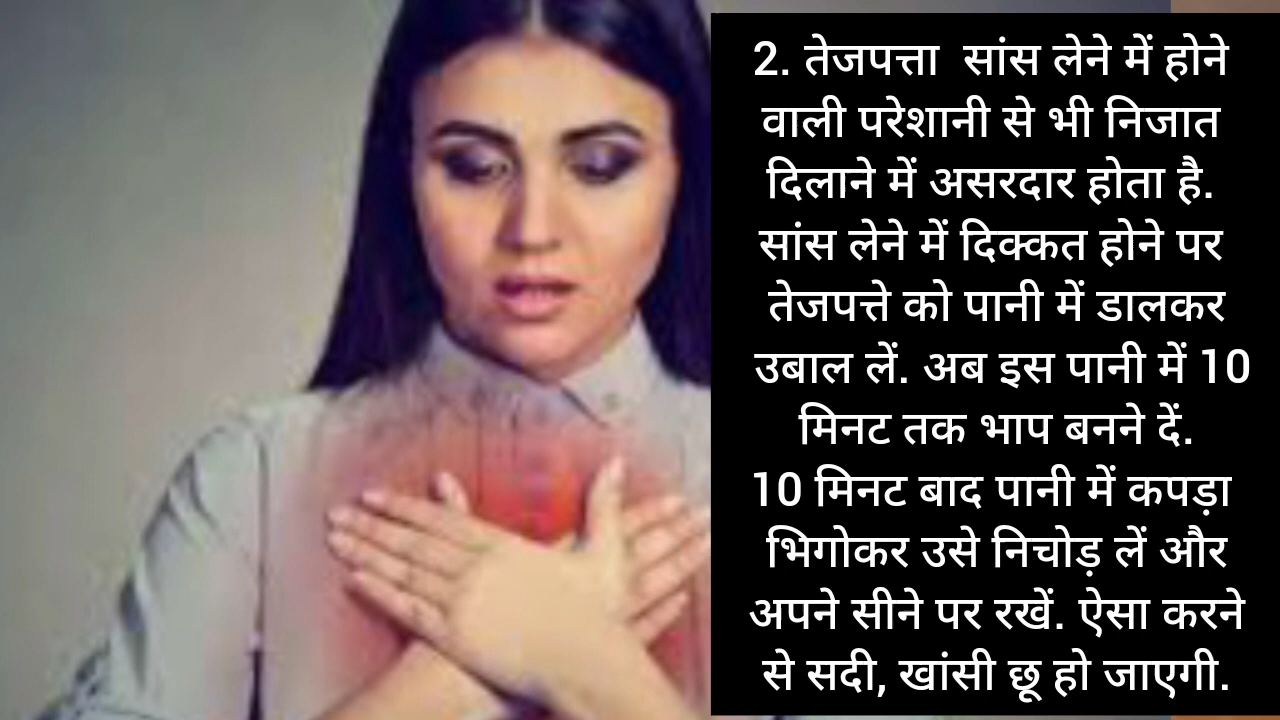 2. तेजपत्ता सांस लेने में होने
वाली परेशानी से भी निजात
दिलाने में असरदार होता है.
सांस लेने में दिक्कत होने पर
तेजपत्ते को पानी में डालकर
उबाल लें. अब इस पानी में 10
मिनट तक भाप बनने दें.
10 मिनट बाद पानी में कपड़ा
भिगोकर उसे निचोड़ लें और
अपने सीने पर रखें. ऐसा करने
से सदी, खांसी छू हो जाएगी.